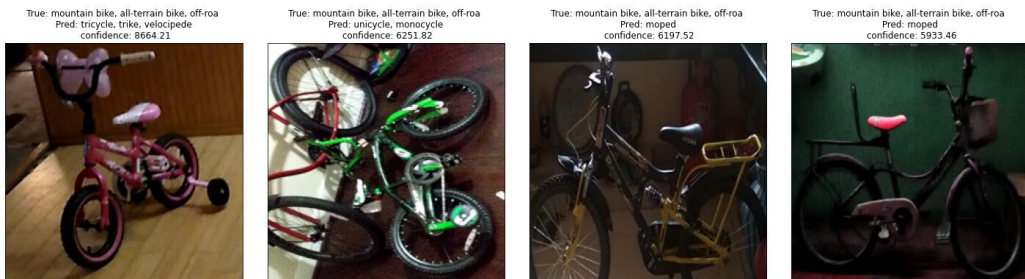 True: mountain bike, all-terrain bike, off-roa
Pred: tricycle, trike, velocipede
confidence: 8664.21
True: mountain bike, all-terrain bike, off-roa
Pred: unicycle, monocycle
confidence: 6251.82
True: mountain bike, all-terrain bike, off-roa
Pred: moped
confidence: 6197.52
True: mountain bike, all-terrain bike, off-roa
Pred: moped
confidence: 5933.46